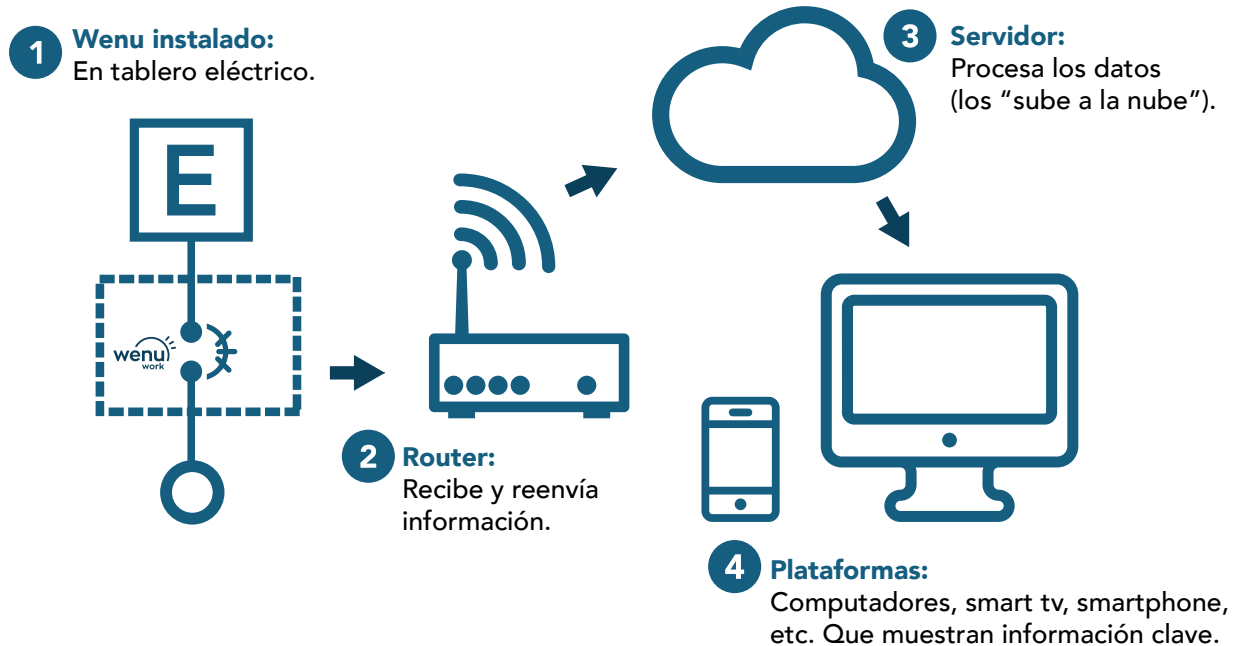 1
Wenu instalado:
En tablero eléctrico.
E
wenu
work
2
Router:
Recibe y reenvía
información.
3
Servidor:
Procesa los datos
(los “sube a la nube”).
4
Plataformas:
Computadores, smart tv, smartphone,
etc. Que muestran información clave.